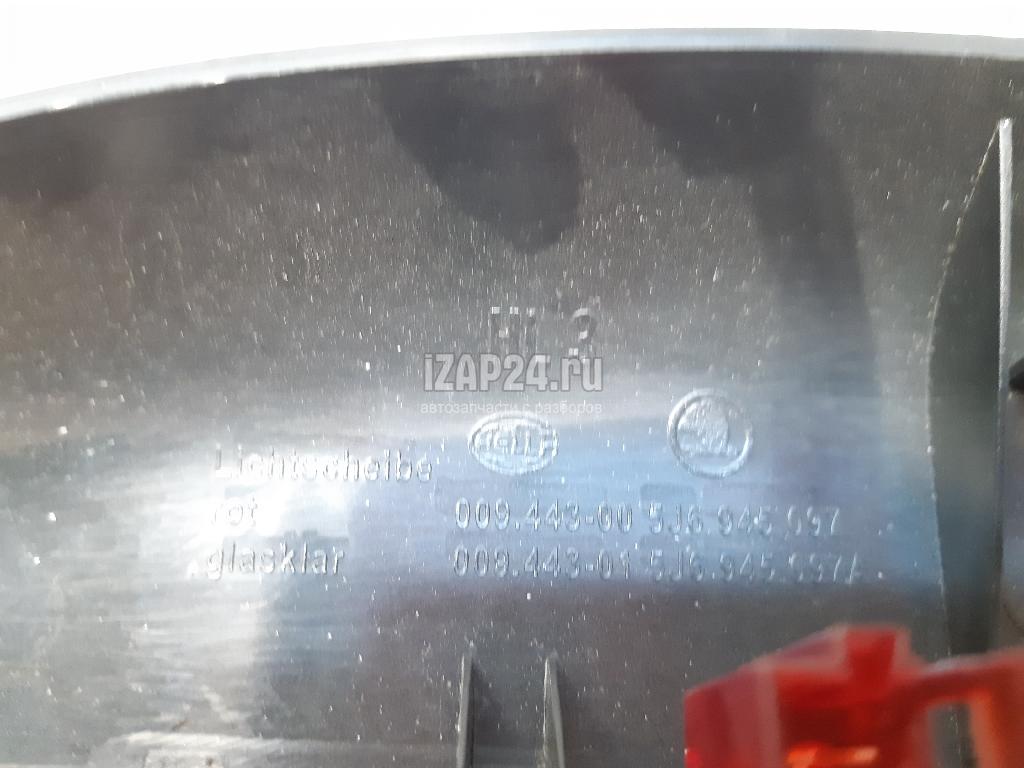 iZAP24.ru
автозапчасти с разборов
HELLA
Lichtscheibe
rot 009.443-00 5J6.945.097
glasklar 009.443-01 5J6.945.097A